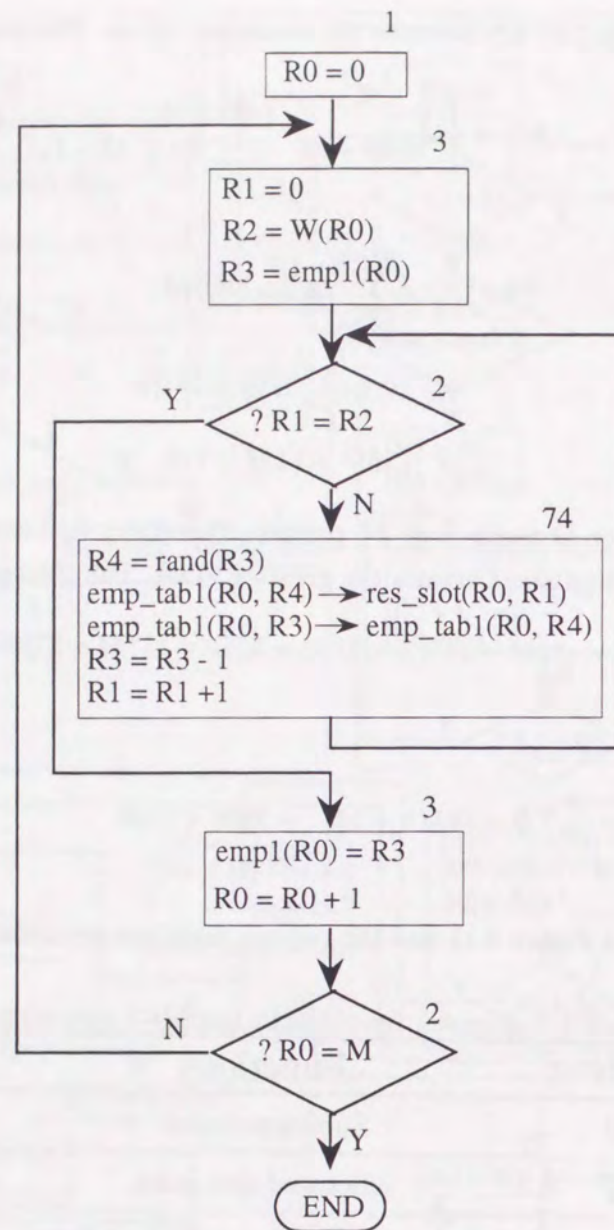 1
R0 = 0
3
R1 = 0
R2 = W(R0)
R3 = emp1(R0)
2
Y
? R1 = R2
N
74
R4 = rand(R3)
emp_tab1(R0, R4) → res_slot(R0, R1)
emp_tab1(R0, R3) → emp_tab1(R0, R4)
R3 = R3 - 1
R1 = R1 +1
3
emp1(R0) = R3
R0 = R0 + 1
2
N
? R0 = M
Y
END